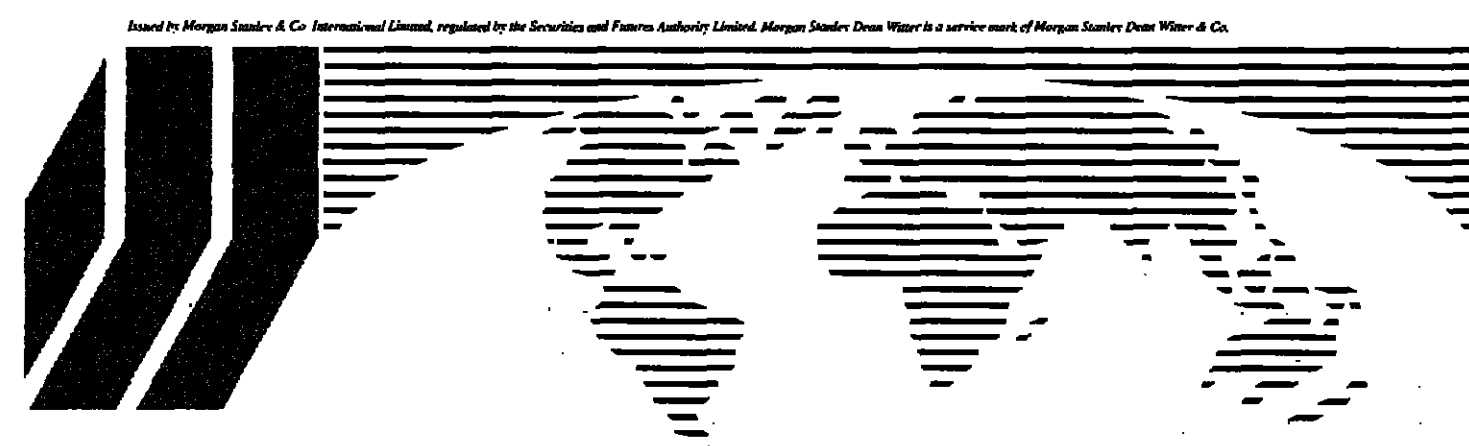 Issued by Morgan Stanley & Co. International Limited, regulated by the Securities and Futures Authority Limited. Morgan Stanley Dean Witter is a service mark of Morgan Stanley Dean Witter & Co.